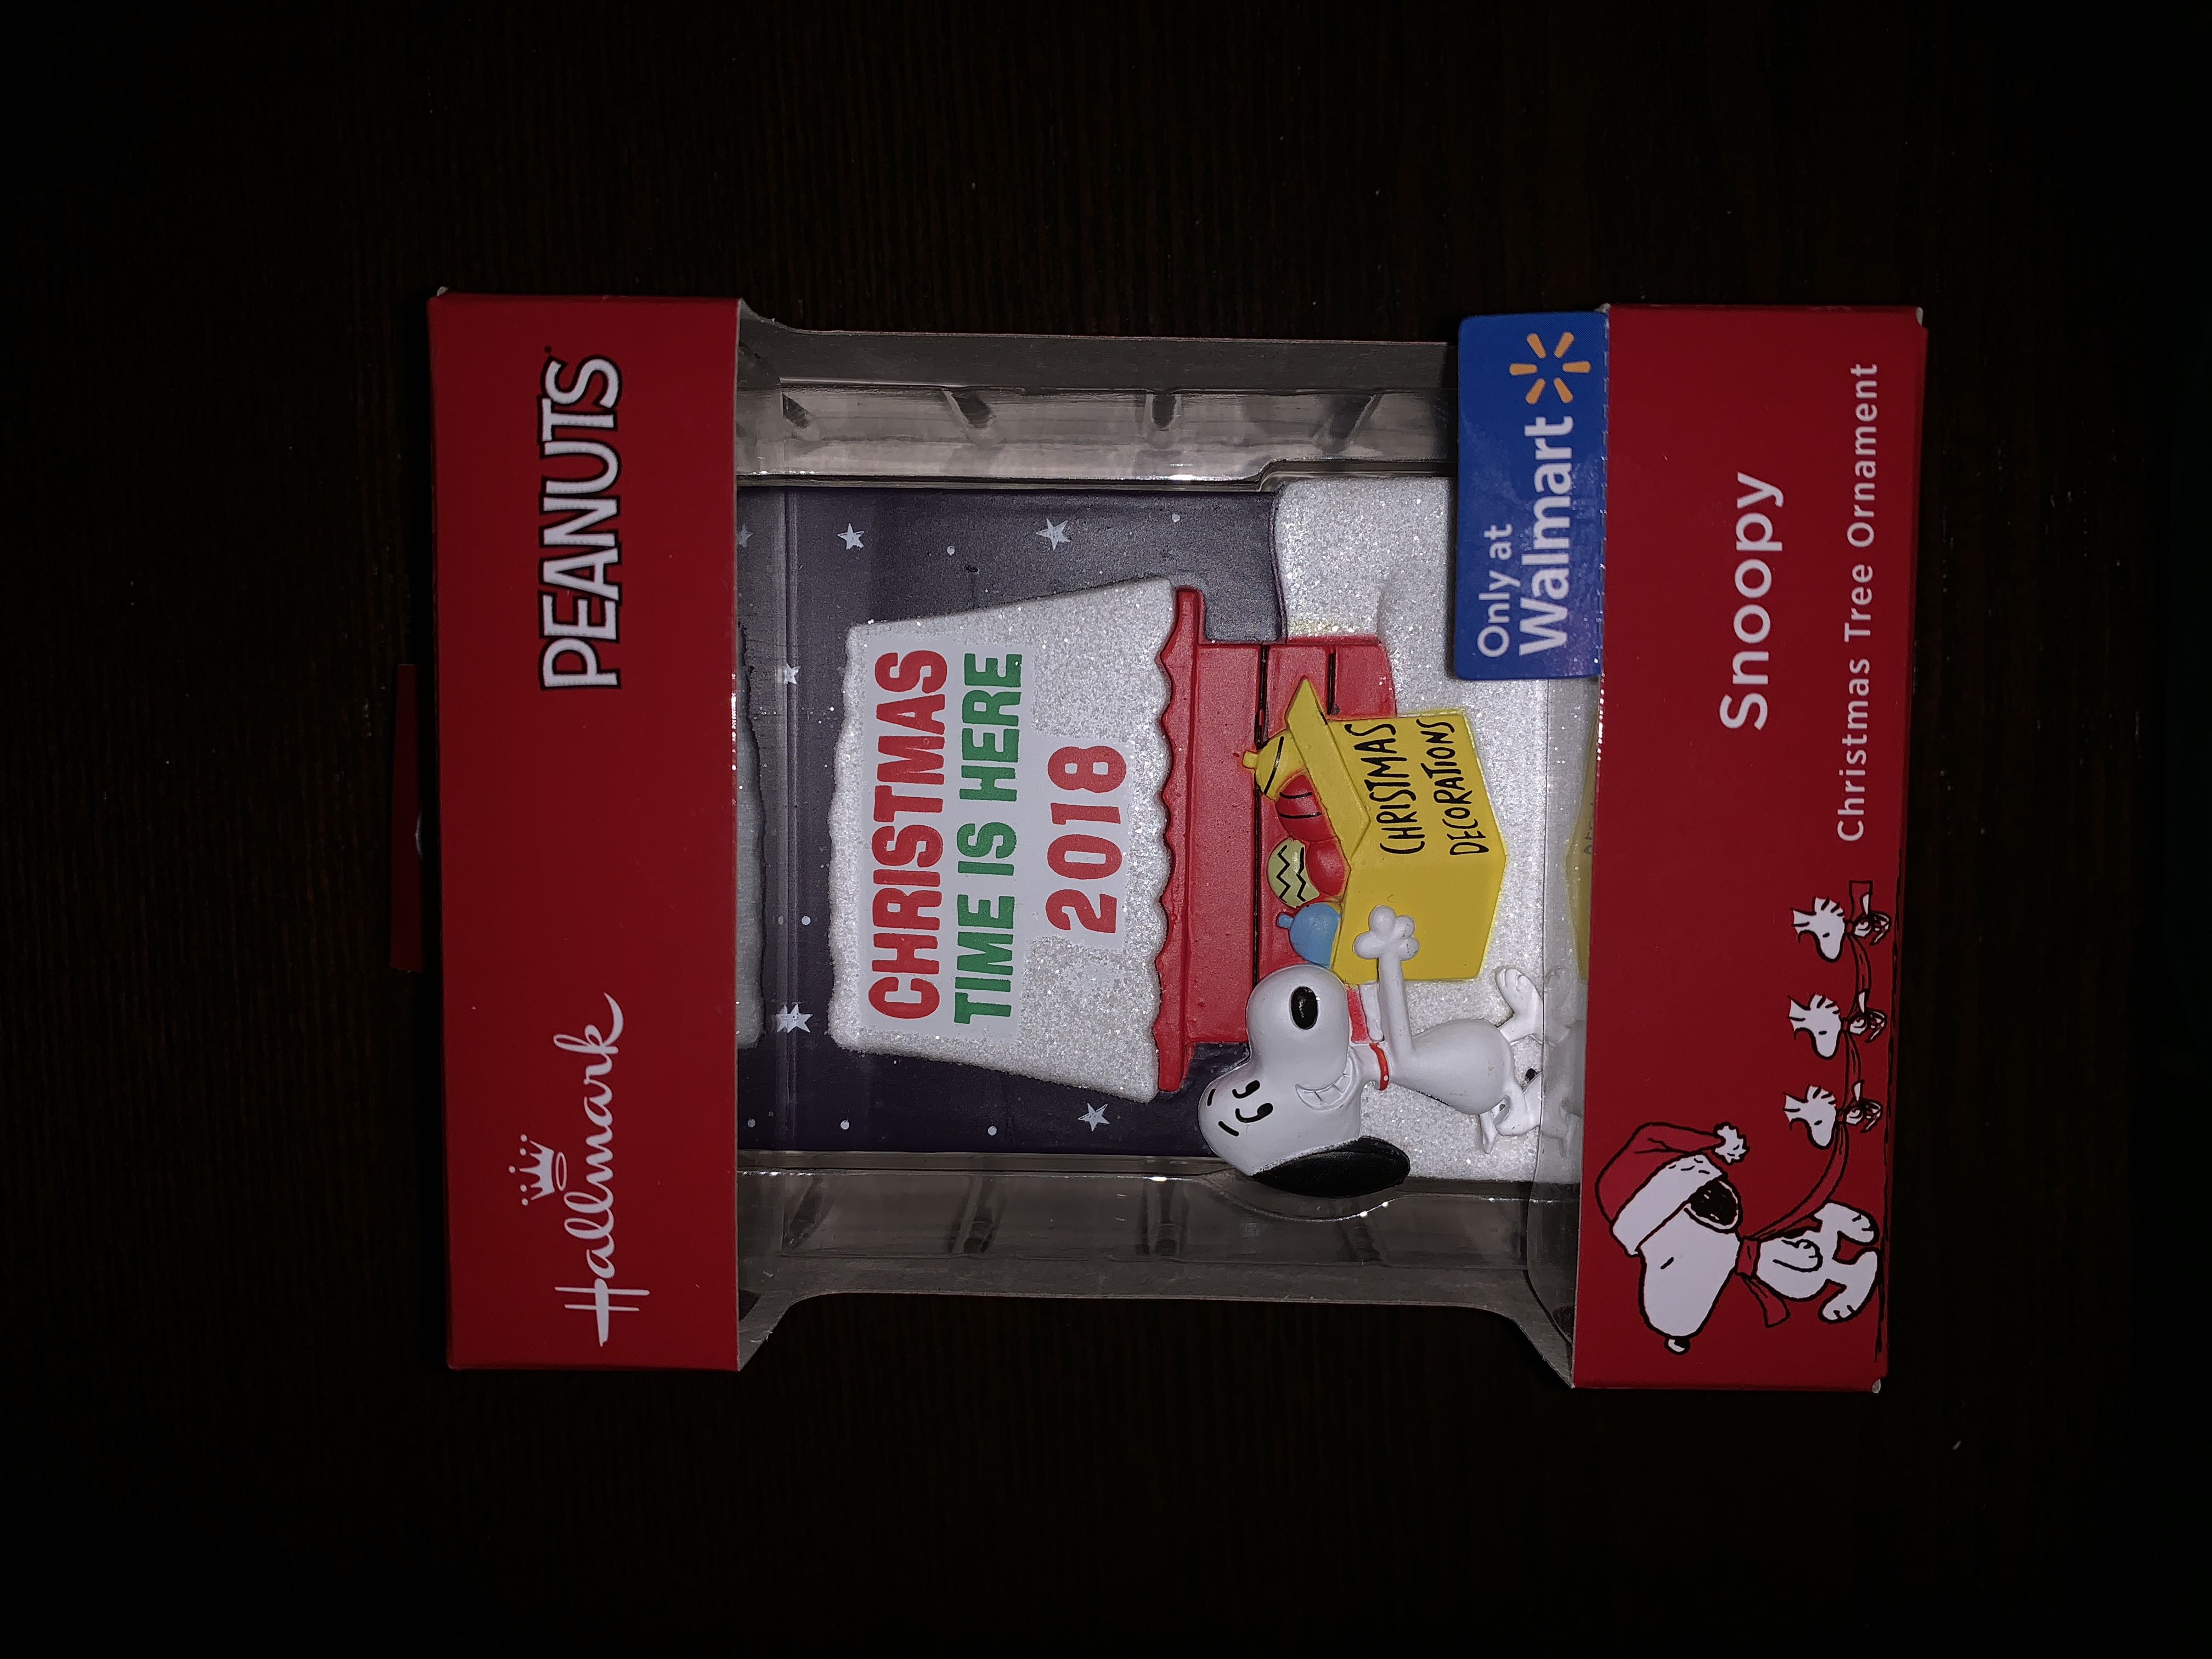 Hallmark
PEANUTS
CHRISTMAS
TIME IS HERE
2018
CHRISTMAS
DECORATIONS
Only at
Walmart
Snoopy
Christmas Tree Ornament